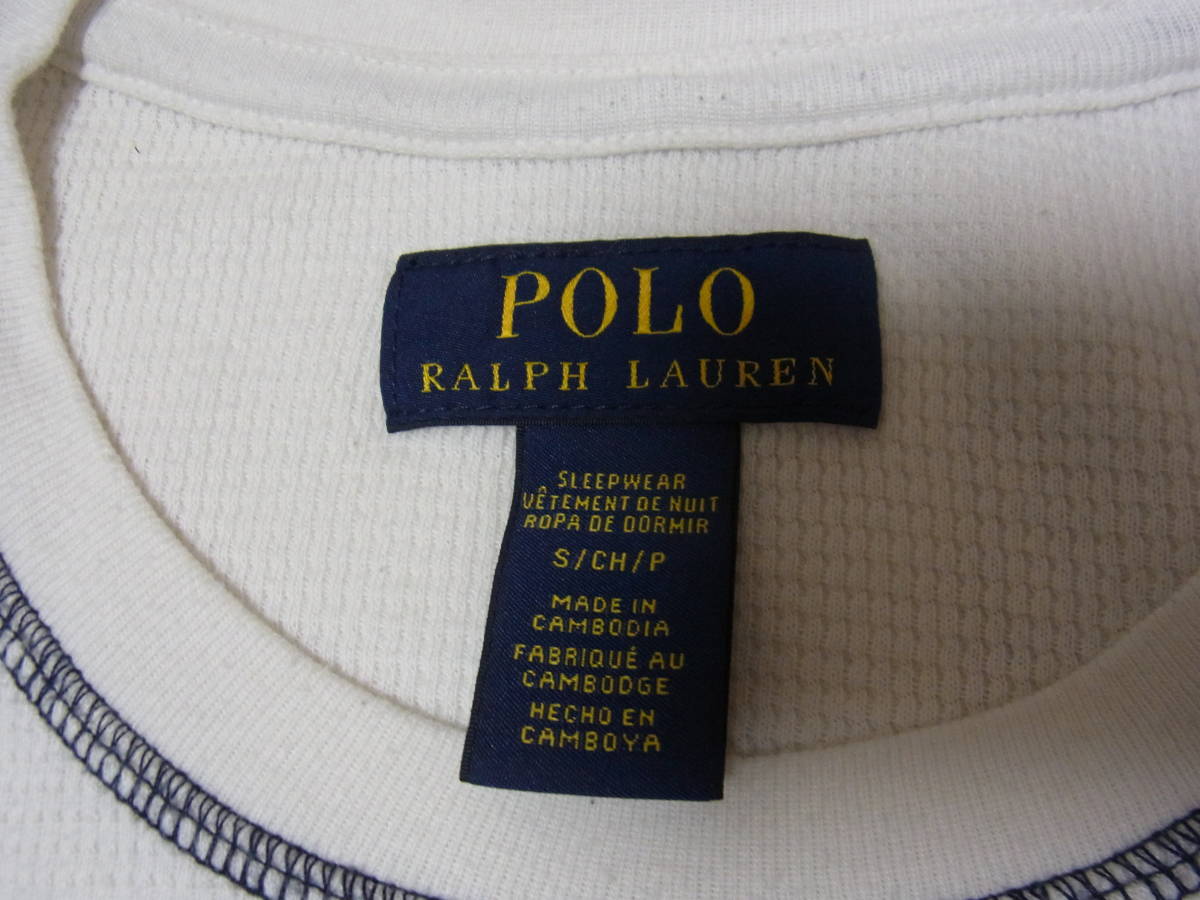 POLO
RALPH LAUREN
SLEEPWEAR
VÊTEMENT DE NUIT
ROPA DE DORMIR
S/CH/P
MADE IN
CAMBODIA
FABRIQUÉ AU
CAMBODGE
HECHO EN
CAMBOYA